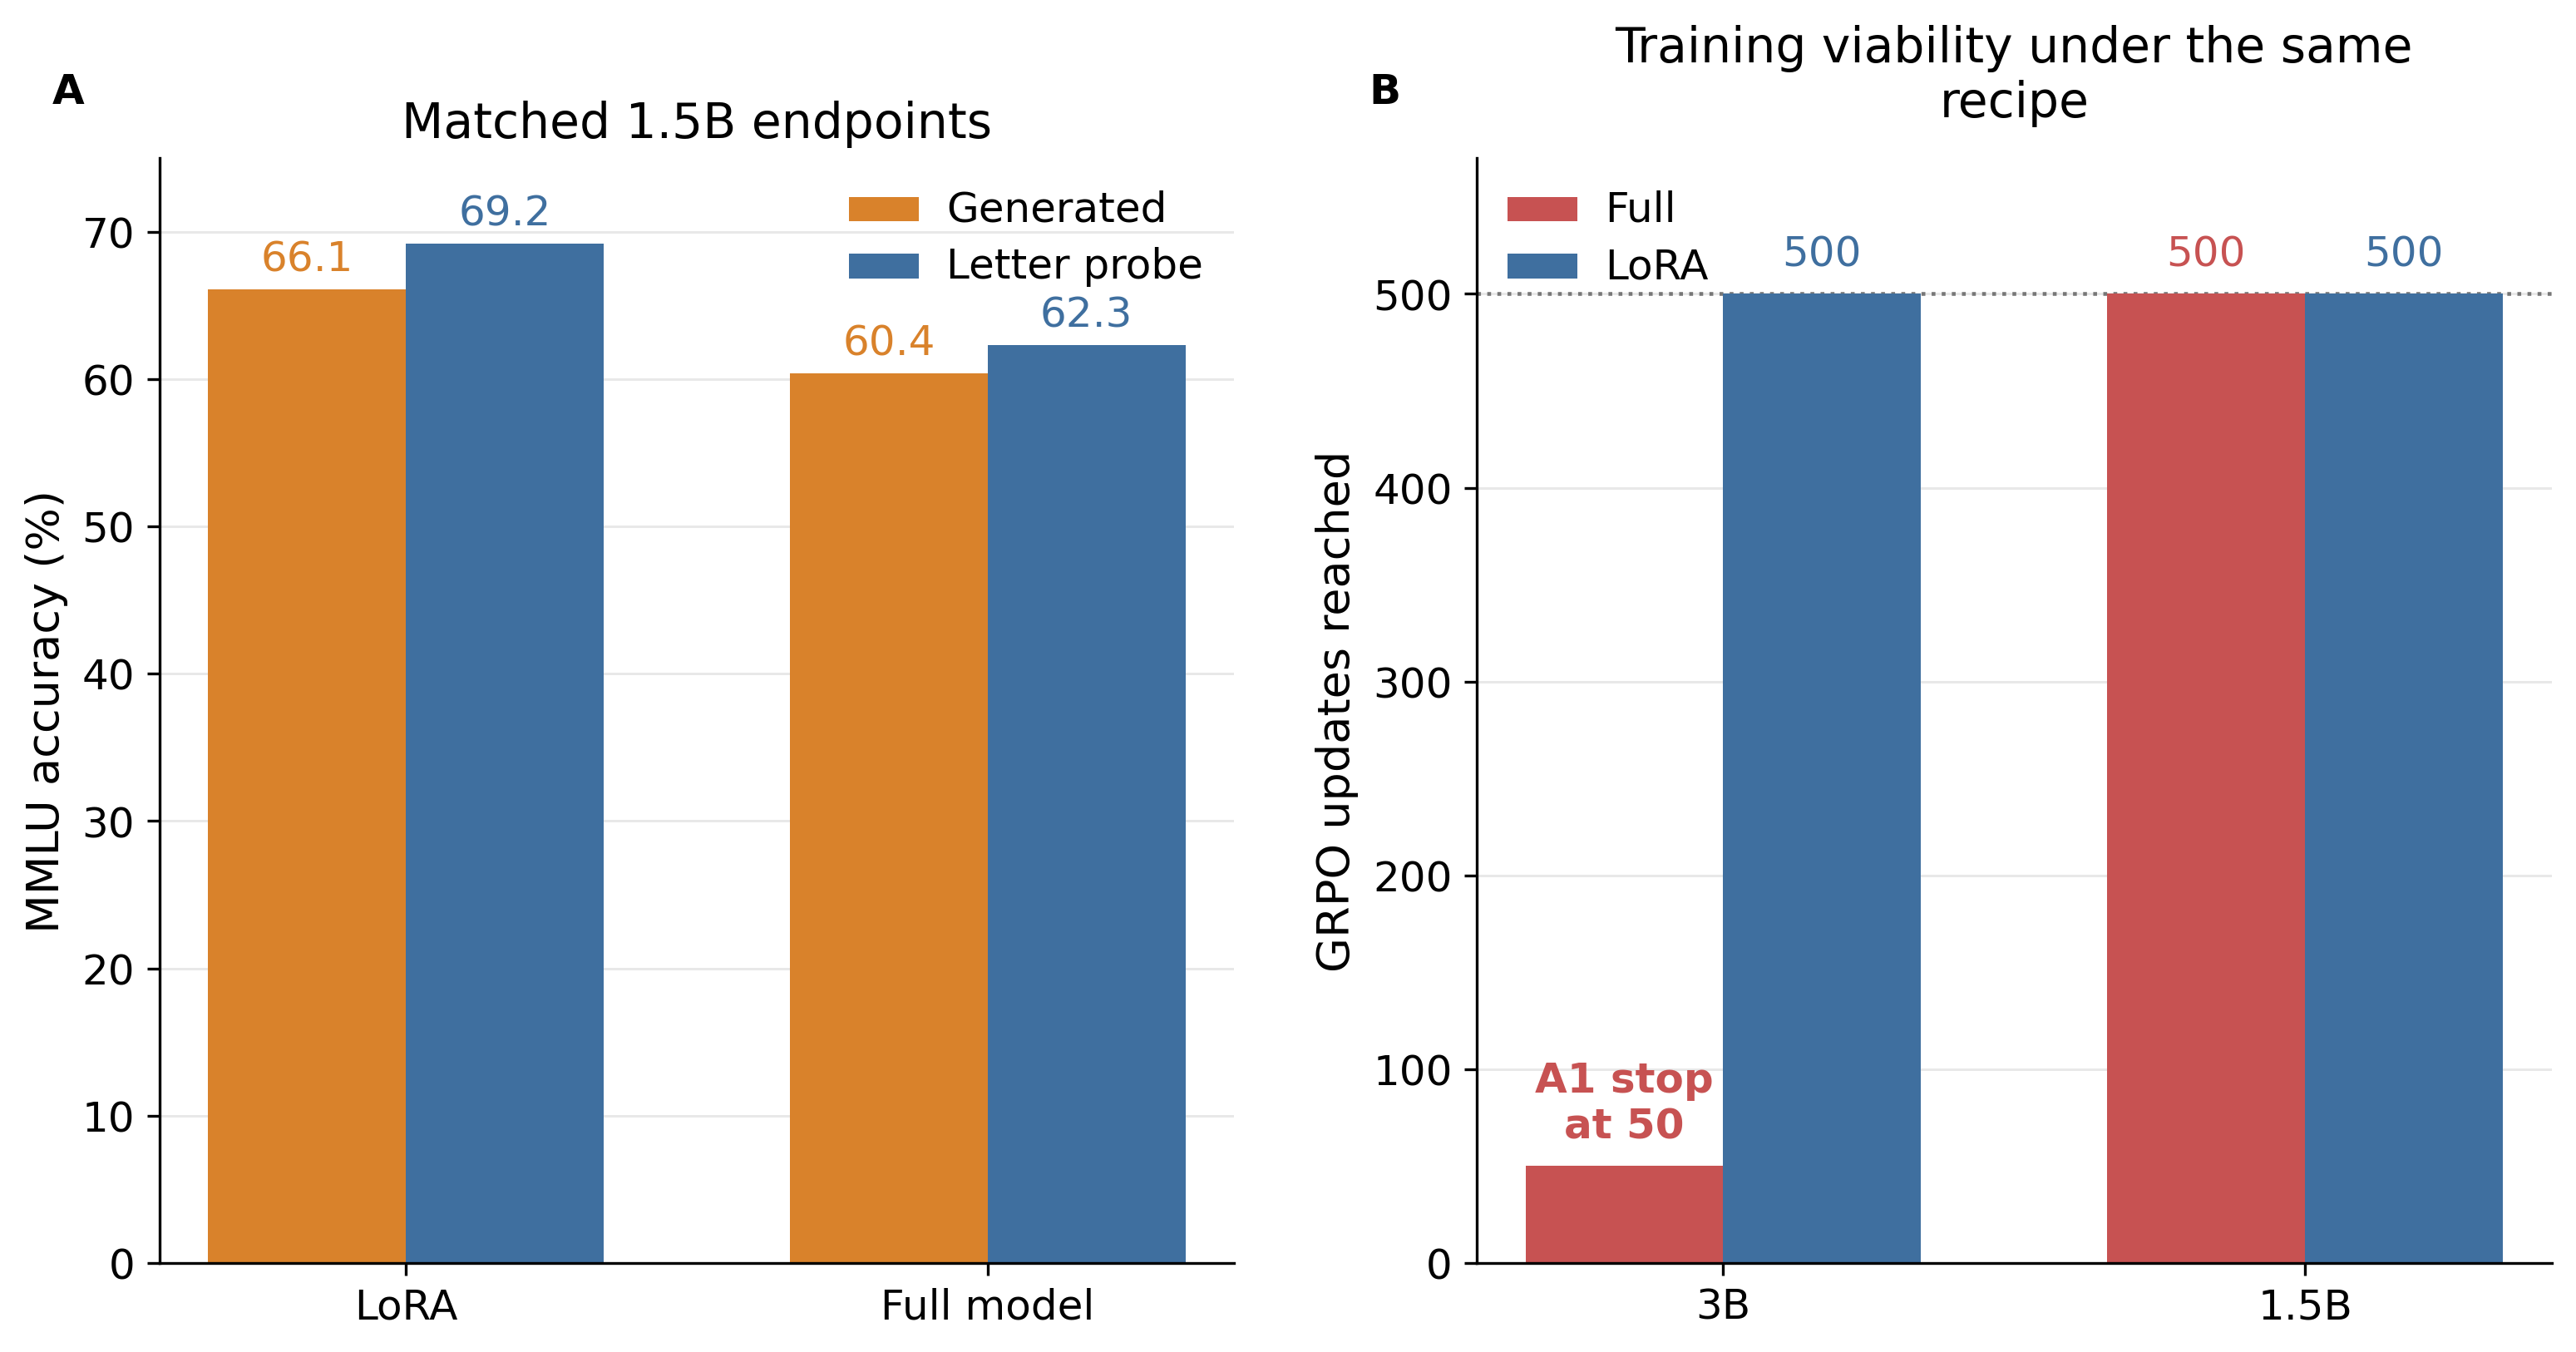 A
Matched 1.5B endpoints
MMLU accuracy (%)
70
60
50
40
30
20
10
0
66.1
69.2
60.4
62.3
Generated
Letter probe
LoRA
Full model
B
Training viability under the same
recipe
GRPO updates reached
500
400
300
200
100
0
Full
LoRA
A1 stop
at 50
500
500
500
3B
1.5B